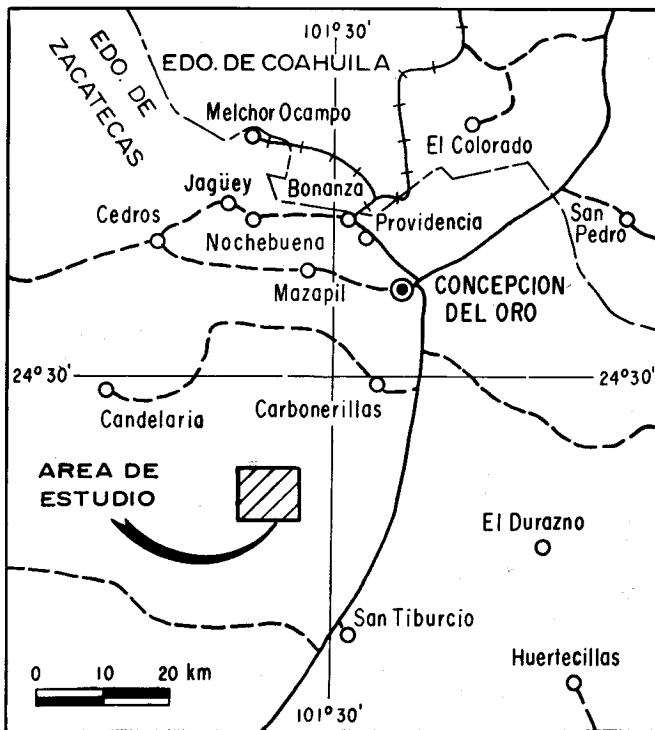 101°30'
EDO. DE
ZACATECAS
EDO. DE COAHUILA
Melchor Ocampo
El Colorado
Jagüey
Bonanza
Cedros
Nochebuena
Providencia
San
Pedro
Mazapil
CONCEPCION
DEL ORO
24°30'
24°30'
Candelaria
Carbonerillas
AREA DE
ESTUDIO
El Durazno
San Tiburcio
Huertecillas
0 10 20 km
101°30'